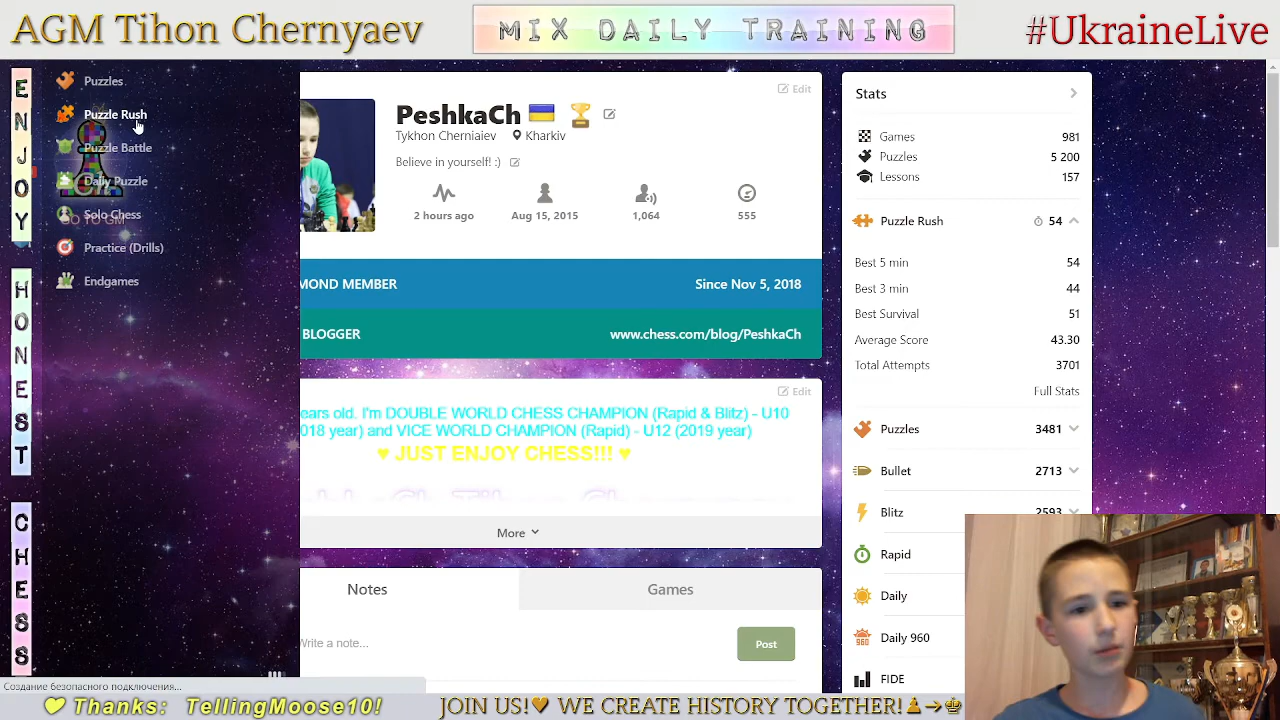 AGM Tihon Chernyaev
MIX DAILY TRAINING
#UkraineLive
ENJOY
HONEST
CHESS
Puzzles
Puzzle Rush
Puzzle Battle
Daily Puzzle
Solo Chess
GO TO GM
Practice (Drills)
Endgames
Edit
PeshkaCh
Tykhon Cherniaiev Kharkiv
Believe in yourself! :)
2 hours ago Aug 15, 2015 1,064 555
MOND MEMBER Since Nov 5, 2018
BLOGGER www.chess.com/blog/PeshkaCh
Edit
ears old. I'm DOUBLE WORLD CHESS CHAMPION (Rapid & Blitz) - U10
018 year) and VICE WORLD CHAMPION (Rapid) - U12 (2019 year)
♥ JUST ENJOY CHESS!!! ♥
More
Notes Games
Write a note...
Post
Stats
Games 981
Puzzles 5 200
Lessons 157
Puzzle Rush 54
Best 5 min 54
Best 3 min 44
Best Survival 51
Average Score 43.30
Total Attempts 3701
Full Stats
Puzzles 3481
Bullet 2713
Blitz 2593
Rapid
Daily
Daily 960
FIDE
Создание безопасного подключения...
Thanks: TellingMoose10!
JOIN US!♥ WE CREATE HISTORY TOGETHER!♟→♚